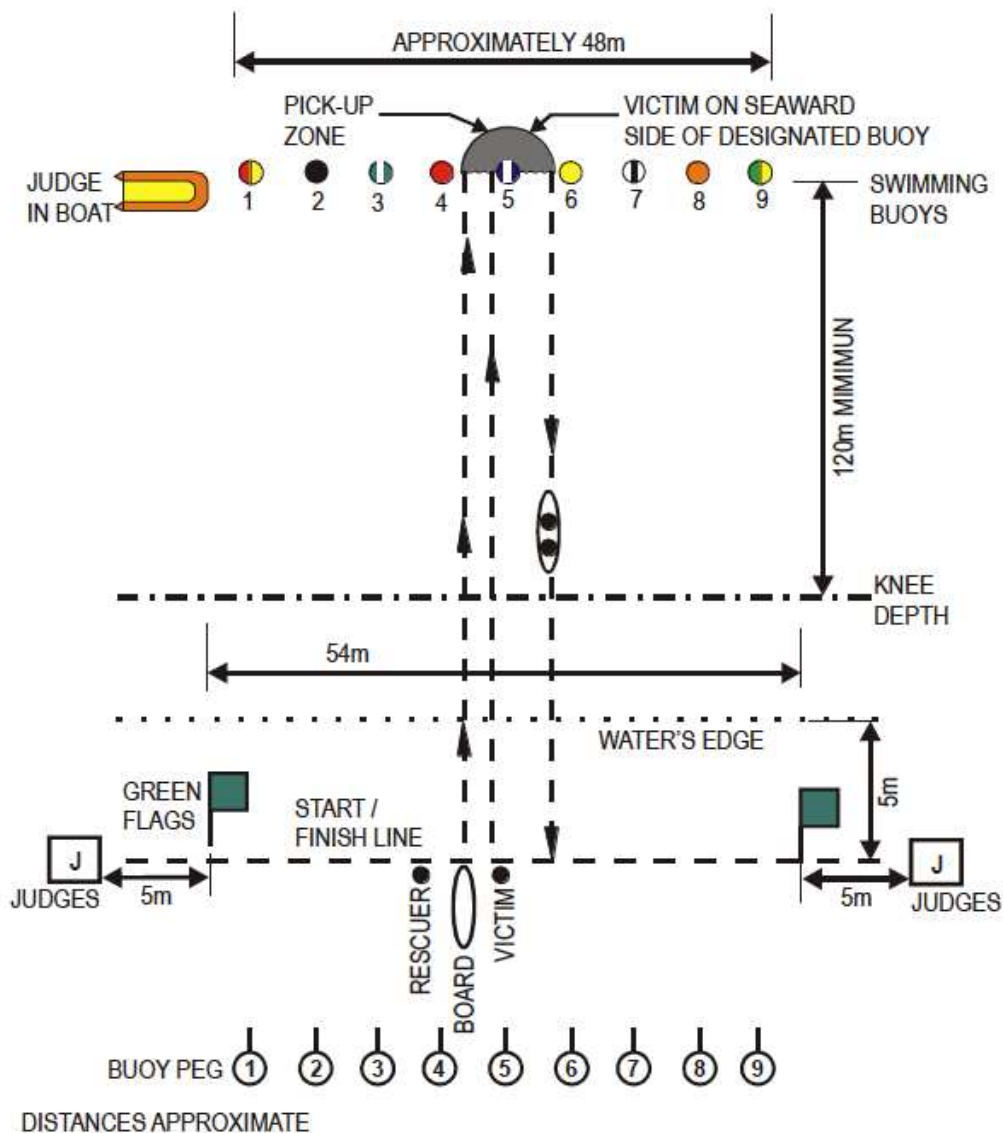 APPROXIMATELY 48m
PICK-UP
ZONE
VICTIM ON SEAWARD
SIDE OF DESIGNATED BUOY
JUDGE
IN BOAT
1
2
3
4
5
6
7
8
9
SWIMMING
BUOYS
120m MIMIMUN
KNEE
DEPTH
54m
WATER'S EDGE
5m
GREEN
FLAGS
START /
FINISH LINE
J
JUDGES
5m
RESCUER
BOARD
VICTIM
5m
J
JUDGES
BUOY PEG
1
2
3
4
5
6
7
8
9
DISTANCES APPROXIMATE